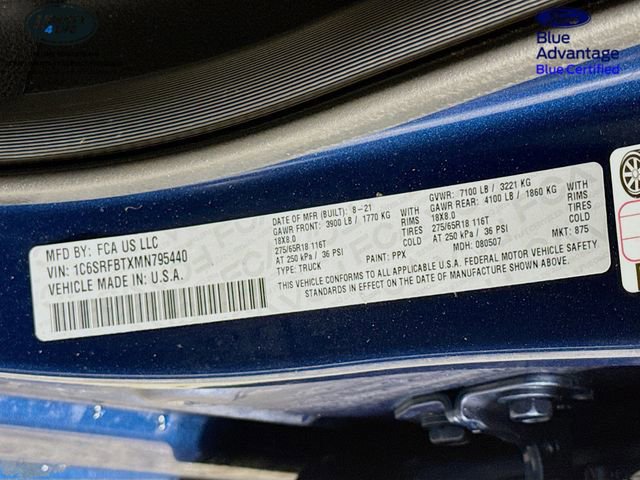 Ford
Blue
Advantage
Blue Certified
MFD BY: FCA US LLC
VIN: 1C6SRFBTXMN795440
VEHICLE MADE IN: U.S.A.
DATE OF MFR (BUILT): 8-21
GAWR FRONT: 3900 LB / 1770 KG WITH
18X8.0 RIMS
275/65R18 116T
AT 250 kPa / 36 PSI COLD
TYPE: TRUCK PAINT: PPX
GVWR: 7100 LB / 3221 KG
GAWR REAR: 4100 LB / 1860 KG WITH
18X8.0 RIMS
275/65R18 116T
AT 250 kPa / 36 PSI COLD
MDH: 080507 MKT: 875
THIS VEHICLE CONFORMS TO ALL APPLICABLE U.S.A. FEDERAL MOTOR VEHICLE
SAFETY STANDARDS IN EFFECT ON THE DATE OF MANUFACTURE SHOWN ABOVE.